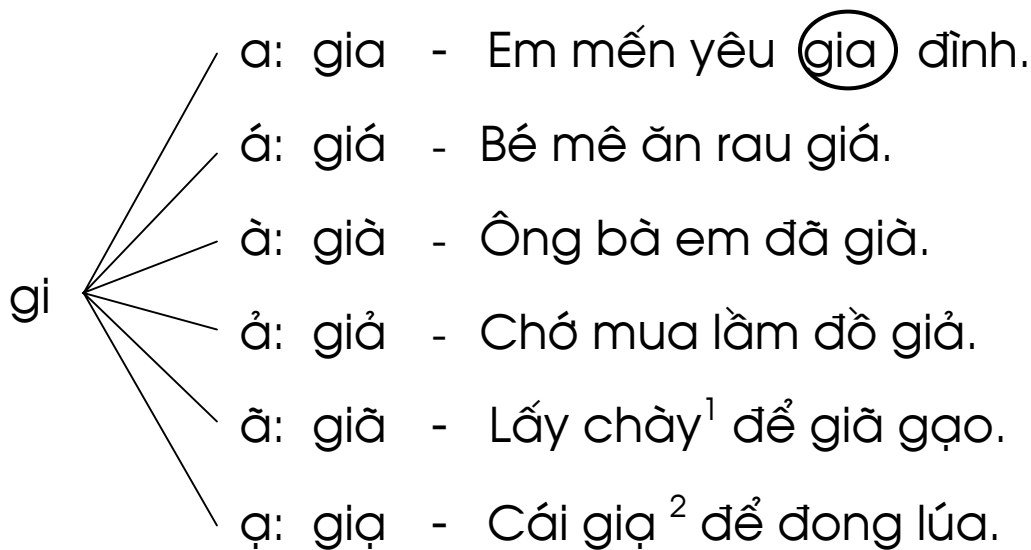 a: gia - Em mến yêu gia đình.
á: giá - Bé mê ăn rau giá.
à: già - Ông bà em đã già.
gi
ả: giả - Chớ mua lầm đồ giả.
ã: giã - Lấy chày¹ để giã gạo.
ạ: giạ - Cái giạ ² để đong lúa.